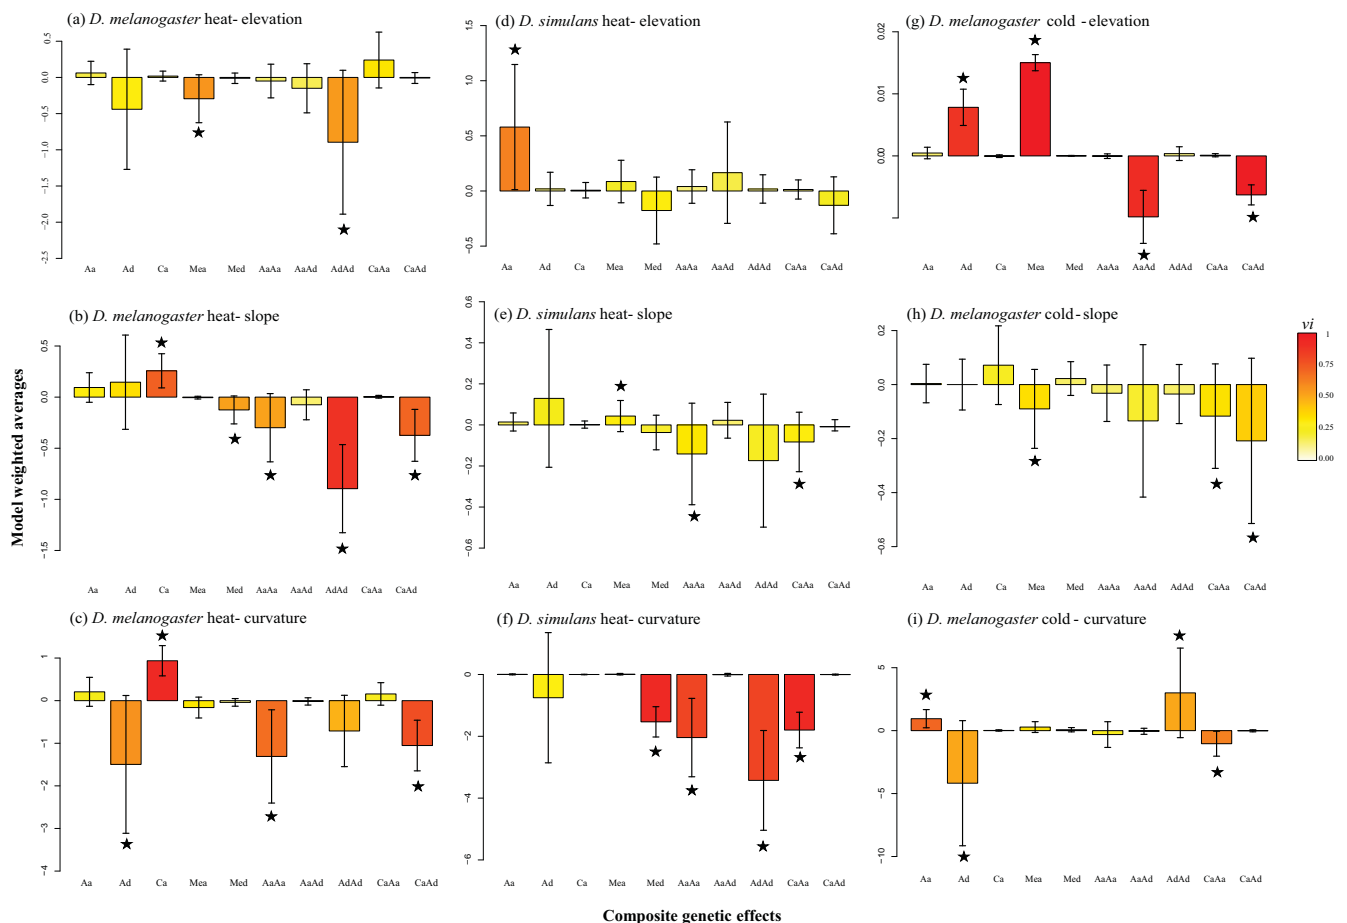 (a) D. melanogaster heat- elevation
0.5
0.0
−0.5
−1.0
−1.5
−2.0
−2.5
Aa Ad Ca Mea Med AaAa AaAd AdAd CaAa CaAd
(d) D. simulans heat- elevation
1.5
1.0
0.5
0.0
−0.5
Aa Ad Ca Mea Med AaAa AaAd AdAd CaAa CaAd
(g) D. melanogaster cold - elevation
0.02
0.01
0.00
Aa Ad Ca Mea Med AaAa AaAd AdAd CaAa CaAd
(b) D. melanogaster heat- slope
0.5
0.0
−0.5
−1.0
−1.5
Aa Ad Ca Mea Med AaAa AaAd AdAd CaAa CaAd
(e) D. simulans heat- slope
0.6
0.4
0.2
0.0
−0.2
−0.4
−0.6
Aa Ad Ca Mea Med AaAa AaAd AdAd CaAa CaAd
(h) D. melanogaster cold- slope
0.2
0.0
−0.2
−0.4
−0.6
Aa Ad Ca Mea Med AaAa AaAd AdAd CaAa CaAd
vi
1
0.75
0.50
0.25
0.00
Model weighted averages
(c) D. melanogaster heat- curvature
1
0
−1
−2
−3
−4
Aa Ad Ca Mea Med AaAa AaAd AdAd CaAa CaAd
(f) D. simulans heat- curvature
0
−2
−4
−6
Aa Ad Ca Mea Med AaAa AaAd AdAd CaAa CaAd
(i) D. melanogaster cold - curvature
5
0
−5
−10
Aa Ad Ca Mea Med AaAa AaAd AdAd CaAa CaAd
Composite genetic effects